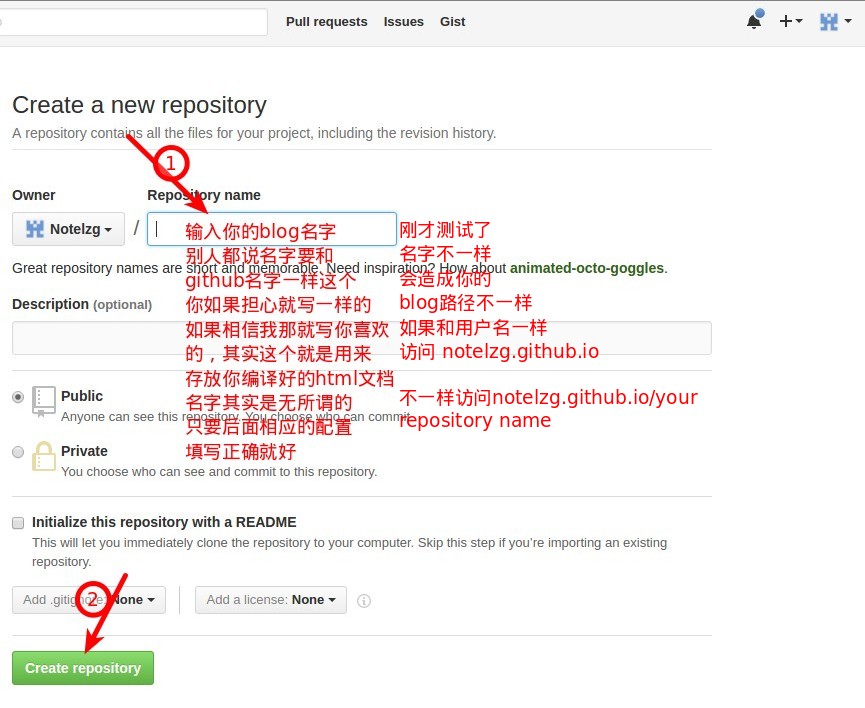 Pull requests Issues Gist
Create a new repository
A repository contains all the files for your project, including the revision history.
1
Owner
Repository name
Notelzg /
输入你的blog名字
别人都说名字要和
github名字一样这个
你如果担心就写一样的
如果相信我那就写你喜欢
的，其实这个就是用来
存放你编译好的html文档
名字其实是无所谓的
只要后面相应的配置
填写正确就好
刚才测试了
名字不一样
会造成你的
blog路径不一样
如果和用户名一样
访问 notelzg.github.io
不一样访问notelzg.github.io/your
repository name
Great repository names are short and memorable. Need inspiration? How about animated-octo-goggles.
Description (optional)
Public
Anyone can see this repository. You choose who can commit.
Private
You choose who can see and commit to this repository.
Initialize this repository with a README
This will let you immediately clone the repository to your computer. Skip this step if you’re importing an existing
repository.
Add .gitignore: None
Add a license: None
2
Create repository